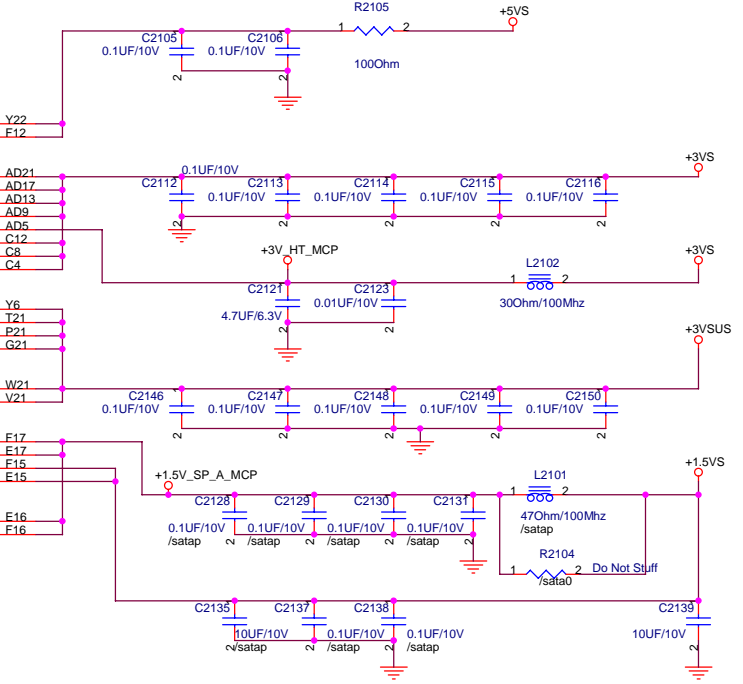 R2105
+5VS
1
2
C2105
C2106
0.1UF/10V
0.1UF/10V
100Ohm
2
2
Y22
F12
+3VS
AD21
AD17
AD13
AD9
AD5
C12
C8
C4
0.1UF/10V
C2112
C2113
C2114
C2115
C2116
0.1UF/10V
0.1UF/10V
0.1UF/10V
0.1UF/10V
2
2
2
2
2
+3V_HT_MCP
+3VS
L2102
1
2
C2121
C2123
0.01UF/10V
30Ohm/100Mhz
4.7UF/6.3V
2
2
Y6
T21
P21
G21
+3VSUS
W21
V21
C2146
C2147
C2148
C2149
C2150
0.1UF/10V
0.1UF/10V
0.1UF/10V
0.1UF/10V
0.1UF/10V
2
2
2
2
2
F17
E17
F15
E15
E16
F16
+1.5V_SP_A_MCP
+1.5VS
L2101
1
2
C2128
C2129
C2130
C2131
47Ohm/100Mhz
/satap
0.1UF/10V
0.1UF/10V
0.1UF/10V
0.1UF/10V
/satap
/satap
/satap
/satap
2
2
2
2
R2104
1
2
Do Not Stuff
/sata0
C2135
C2137
C2138
C2139
10UF/10V
0.1UF/10V
0.1UF/10V
10UF/10V
/satap
/satap
/satap
2
2
2
2